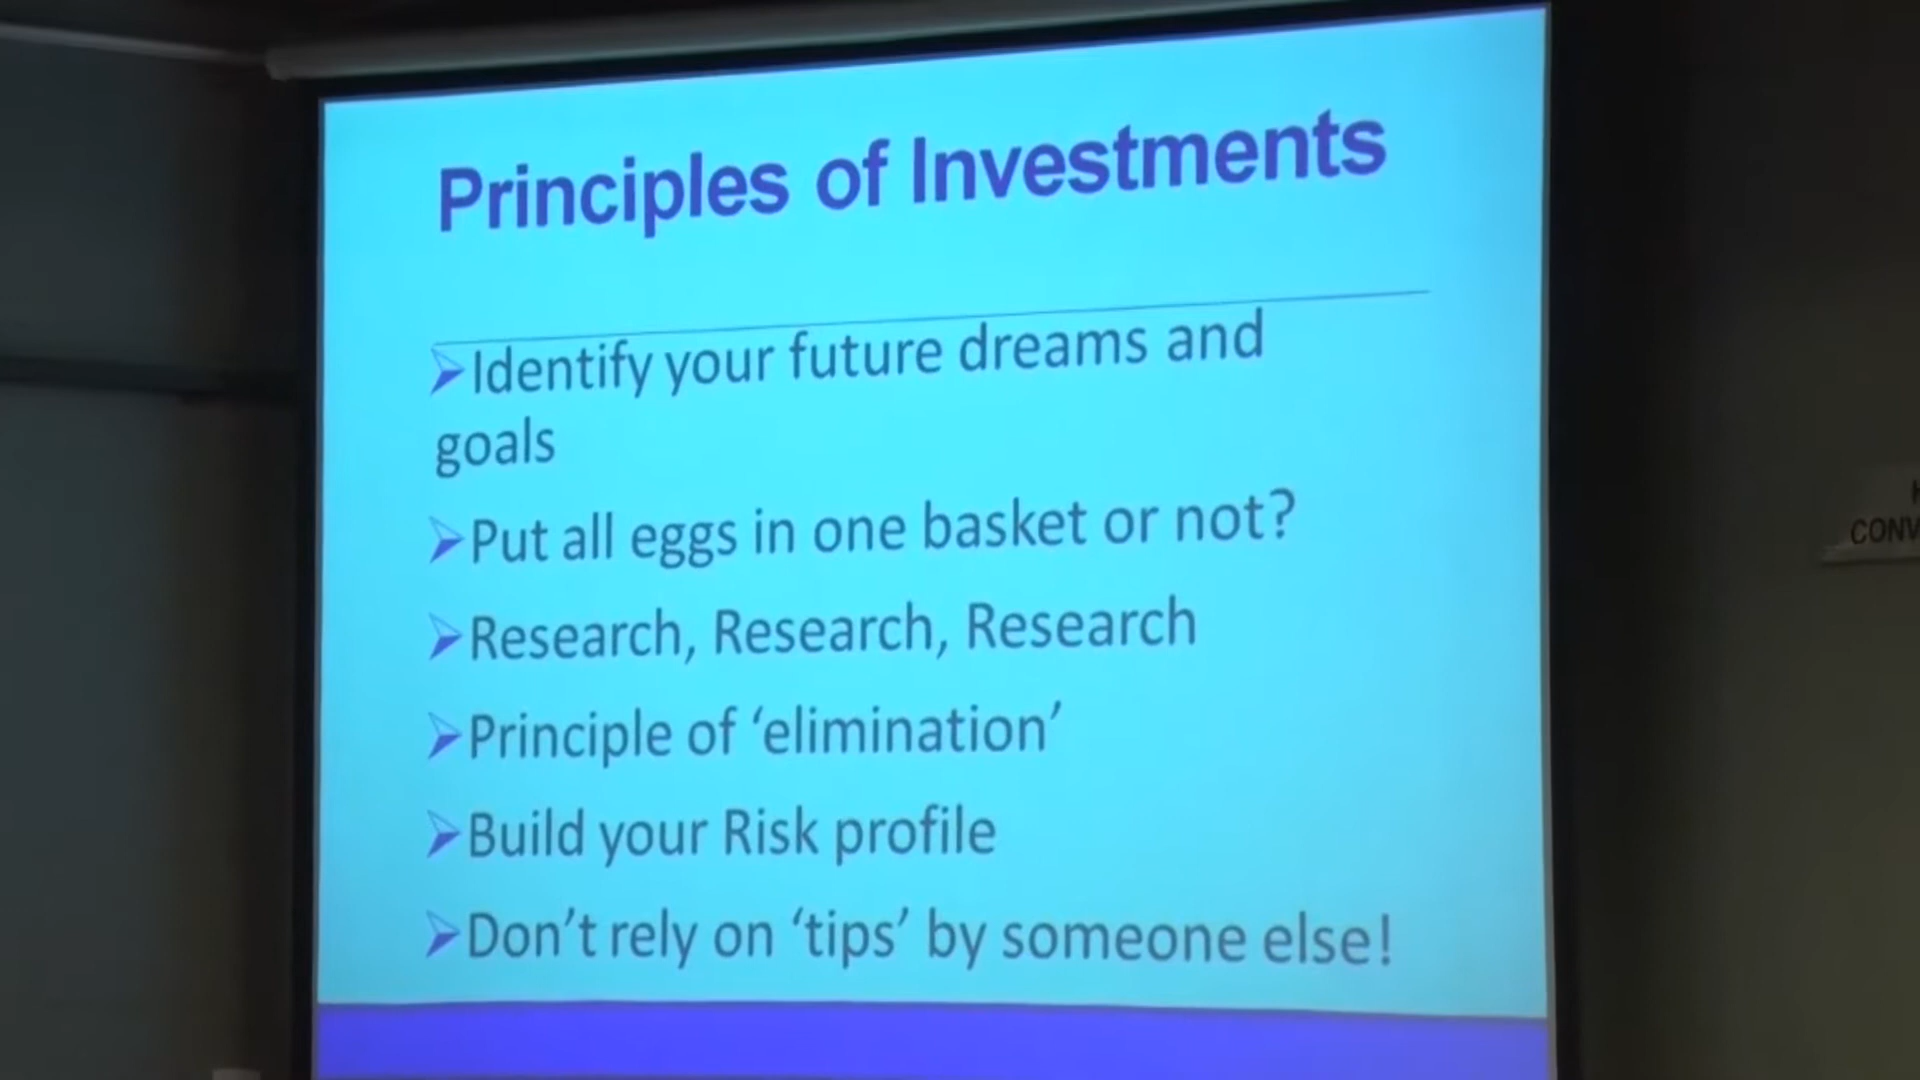 Principles of Investments
➢Identify your future dreams and
goals
➢Put all eggs in one basket or not?
➢Research, Research, Research
➢Principle of ‘elimination’
➢Build your Risk profile
➢Don’t rely on ‘tips’ by someone else!